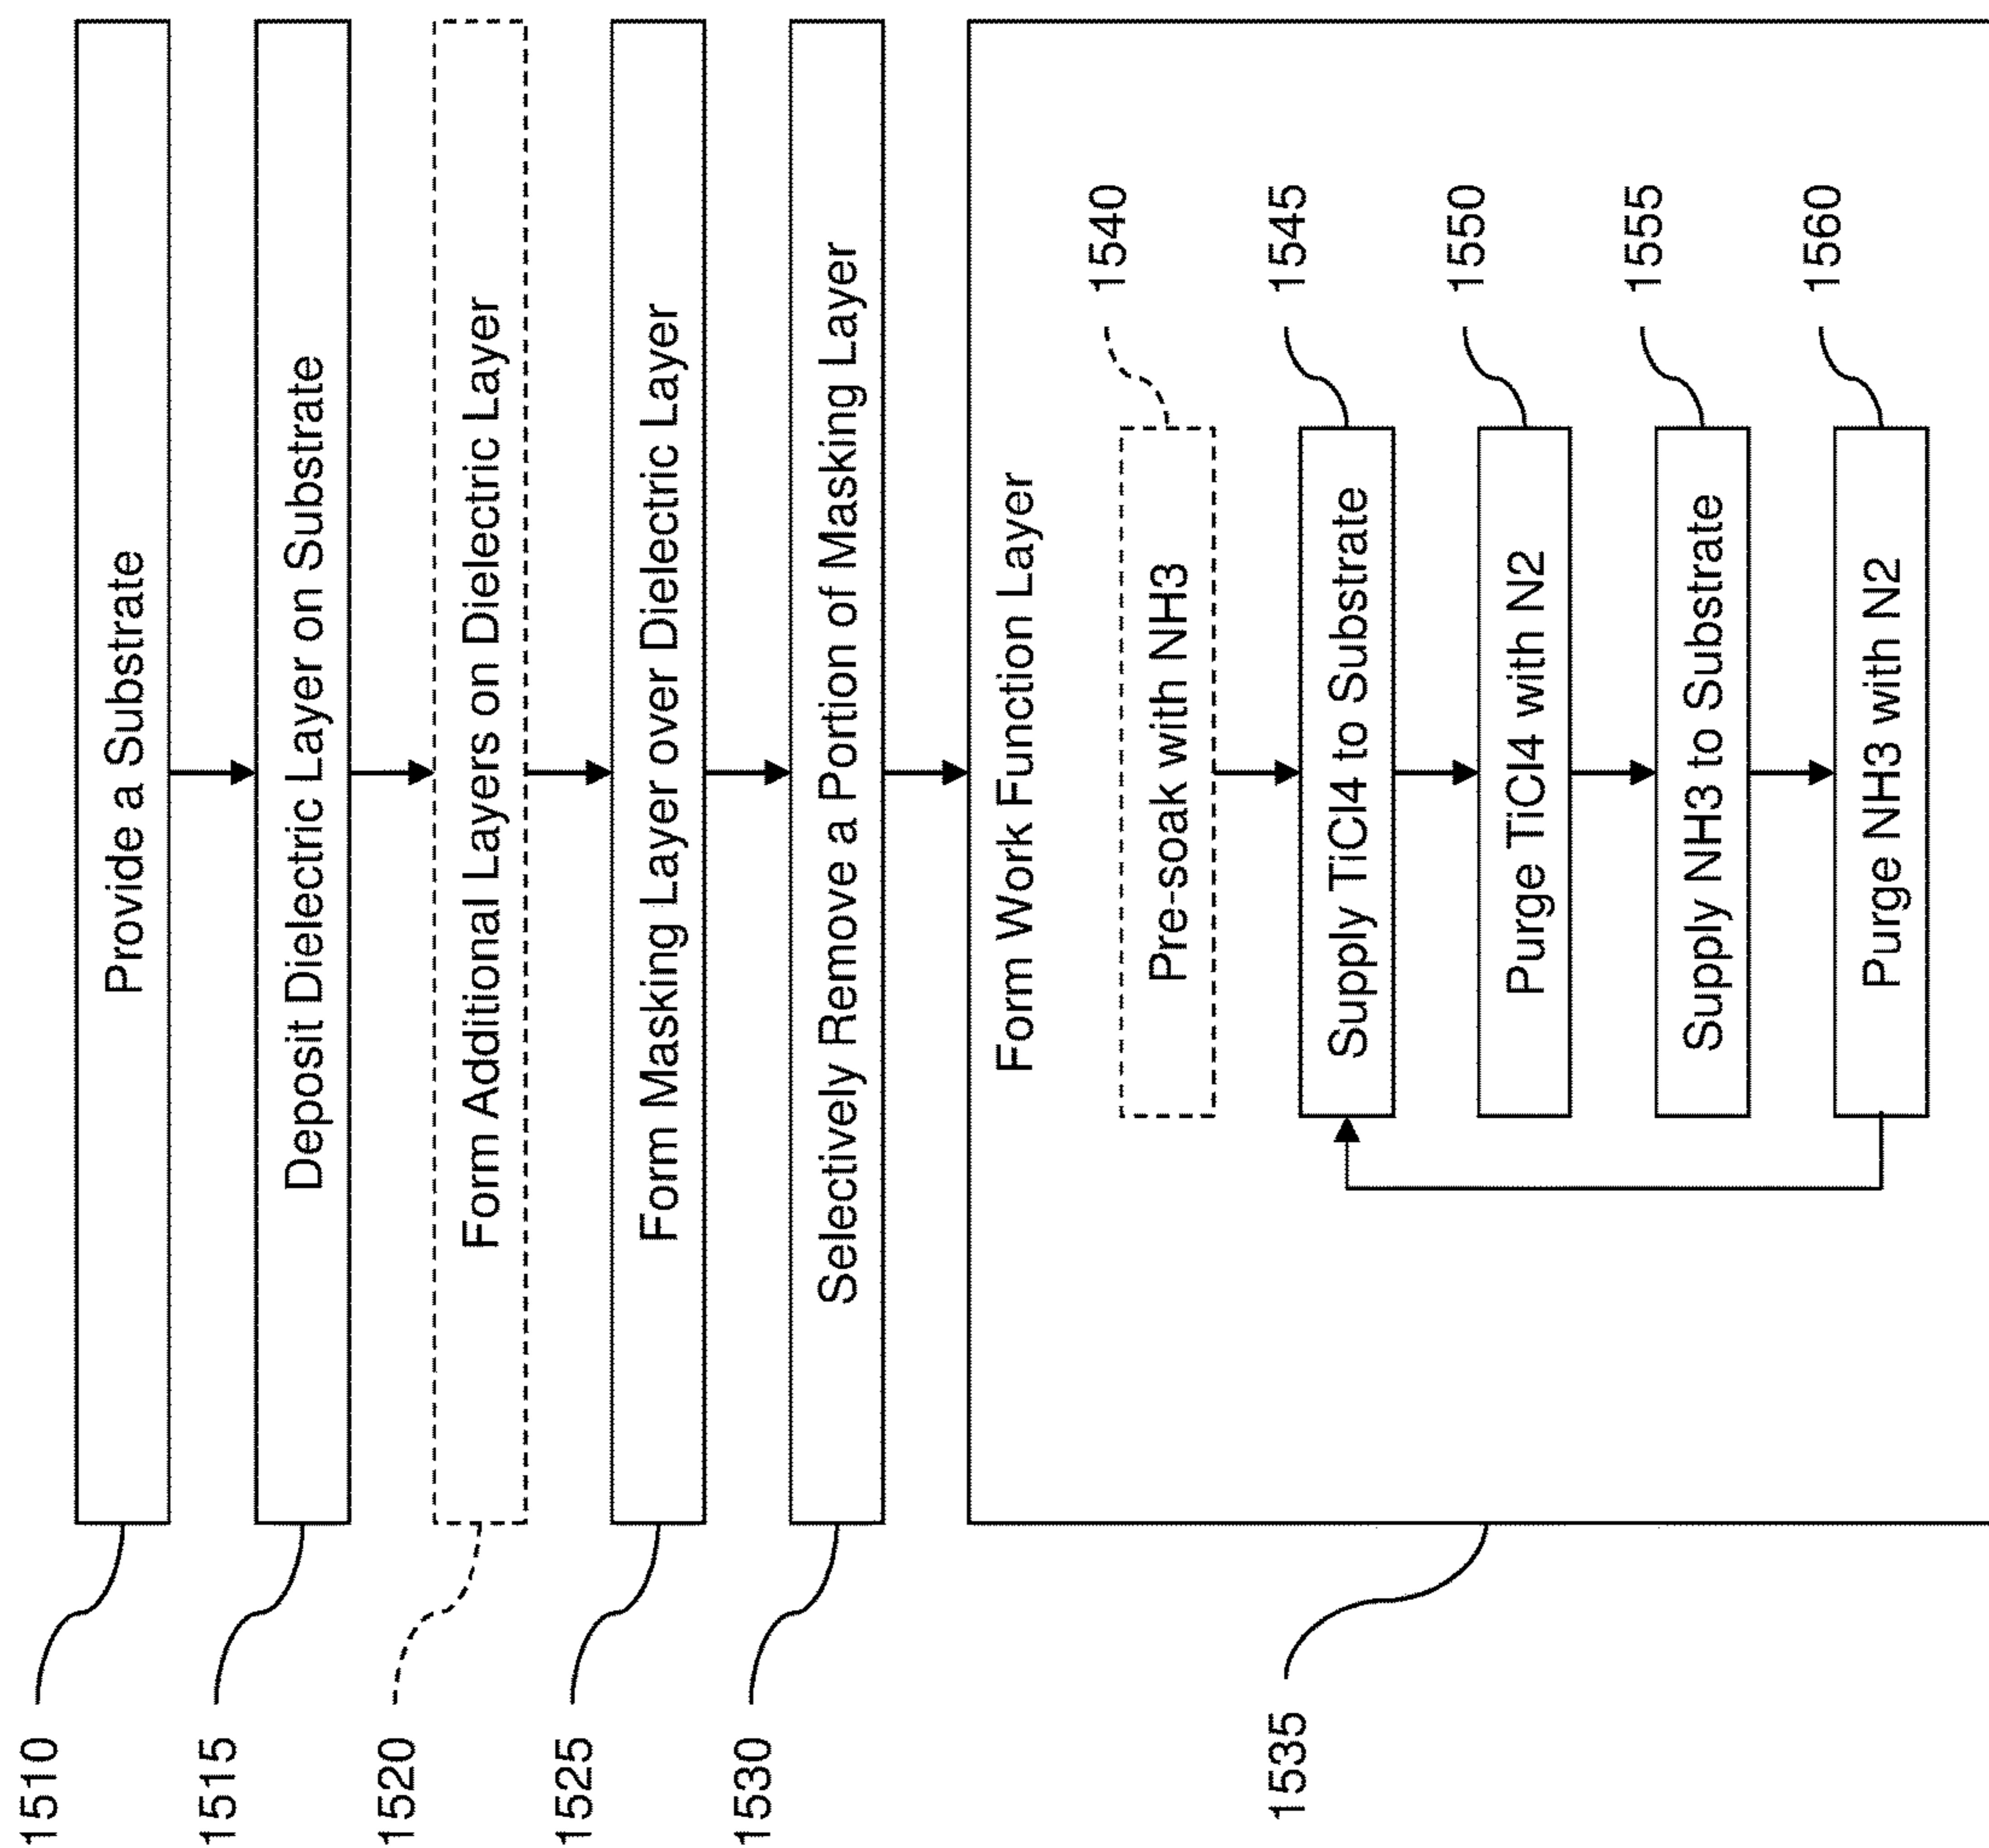 1510
Provide a Substrate
1515
Deposit Dielectric Layer on Substrate
1520
Form Additional Layers on Dielectric Layer
1525
Form Masking Layer over Dielectric Layer
1530
Selectively Remove a Portion of Masking Layer
1535
Form Work Function Layer
Pre-soak with NH3
1540
Supply TiCl4 to Substrate
1545
Purge TiCl4 with N2
1550
Supply NH3 to Substrate
1555
Purge NH3 with N2
1560